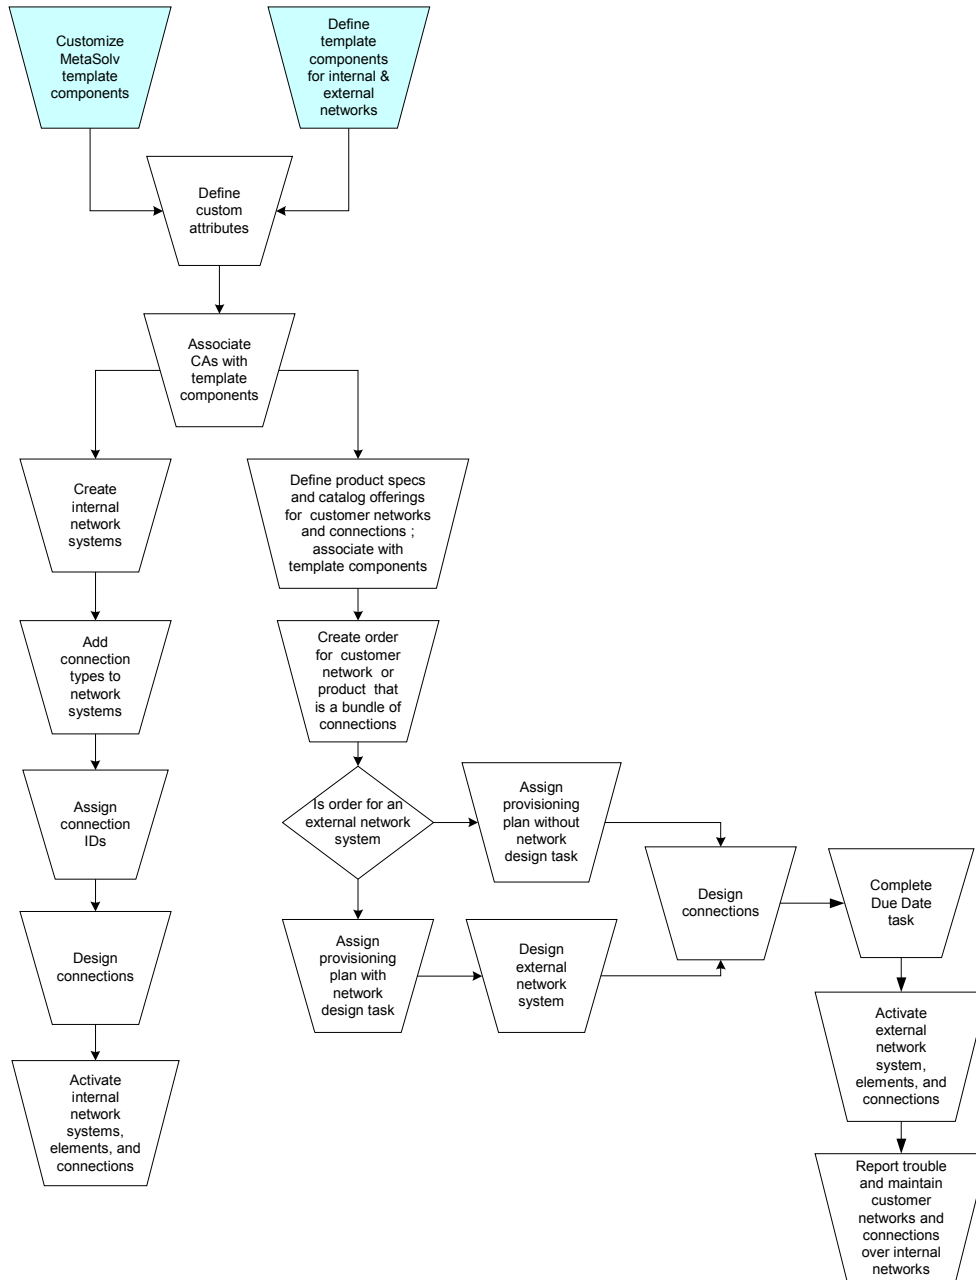 Customize
MetaSolv
template
components
Define
template
components
for internal &
external
networks
Define
custom
attributes
Associate
CAs with
template
components
Create
internal
network
systems
Define product specs
and catalog offerings
for customer networks
and connections ;
associate with
template components
Add
connection
types to
network
systems
Create order
for customer
network or
product that
is a bundle of
connections
Assign
connection
IDs
Is order for an
external network
system
Assign
provisioning
plan without
network
design task
Design
connections
Complete
Due Date
task
Design
connections
Assign
provisioning
plan with
network
design task
Design
external
network
system
Activate
external
network
system,
elements, and
connections
Activate
internal
network
systems,
elements, and
connections
Report trouble
and maintain
customer
networks and
connections
over internal
networks